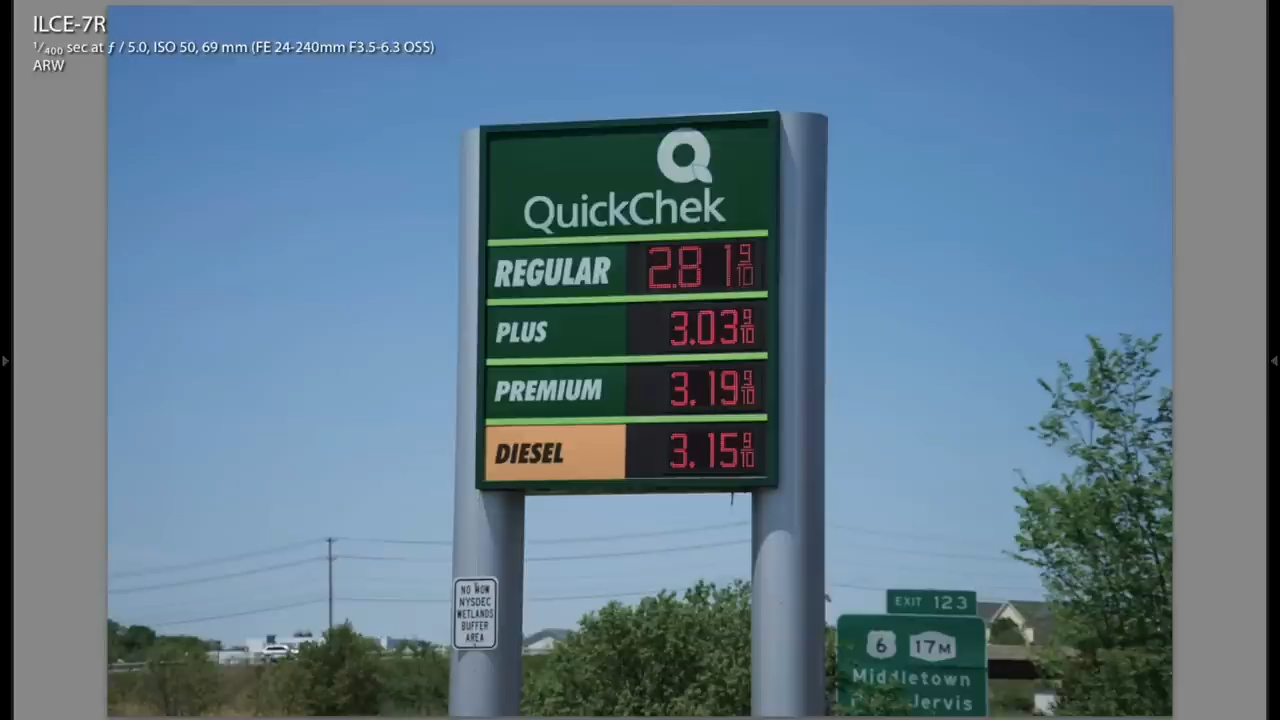 ILCE-7R
1/400 sec at ƒ / 5.0, ISO 50, 69 mm (FE 24-240mm F3.5-6.3 OSS)
ARW
QuickChek
REGULAR 2.81 9/10
PLUS 3.03 9/10
PREMIUM 3.19 9/10
DIESEL 3.15 9/10
NO MOW
NYSDEC
WETLANDS
BUFFER
AREA
EXIT 123
6 17M
Middletown
Jervis